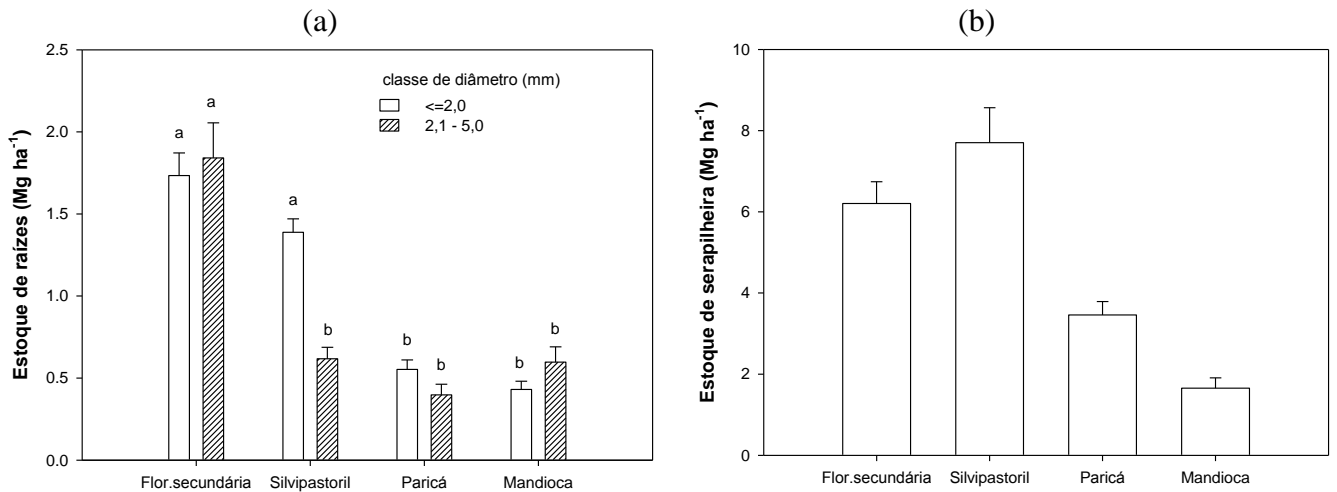 (a)
Estoque de raízes (Mg ha-1)
2.5
2.0
1.5
1.0
0.5
0.0
classe de diâmetro (mm)
<=2,0
2,1 - 5,0
a
a
a
b
b
b
b
b
Flor.secundária Silvipastoril Paricá Mandioca
(b)
Estoque de serapilheira (Mg ha-1)
10
8
6
4
2
0
Flor.secundária Silvipastoril Paricá Mandioca